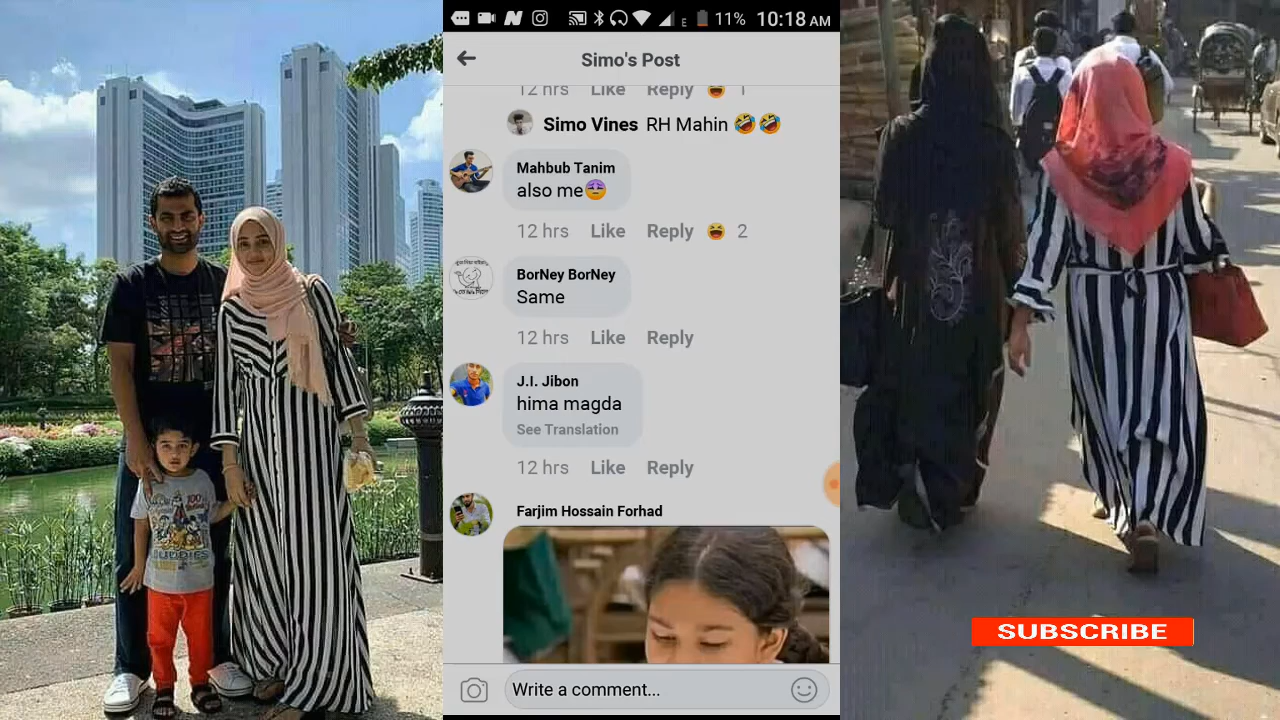 11% 10:18 AM
Simo's Post
12 hrs Like Reply 1
Simo Vines RH Mahin 🤣🤣
Mahbub Tanim
also me
12 hrs Like Reply 2
BorNey BorNey
Same
12 hrs Like Reply
J.I. Jibon
hima magda
See Translation
12 hrs Like Reply
Farjim Hossain Forhad
Write a comment...
100
BUDDIES
SUBSCRIBE